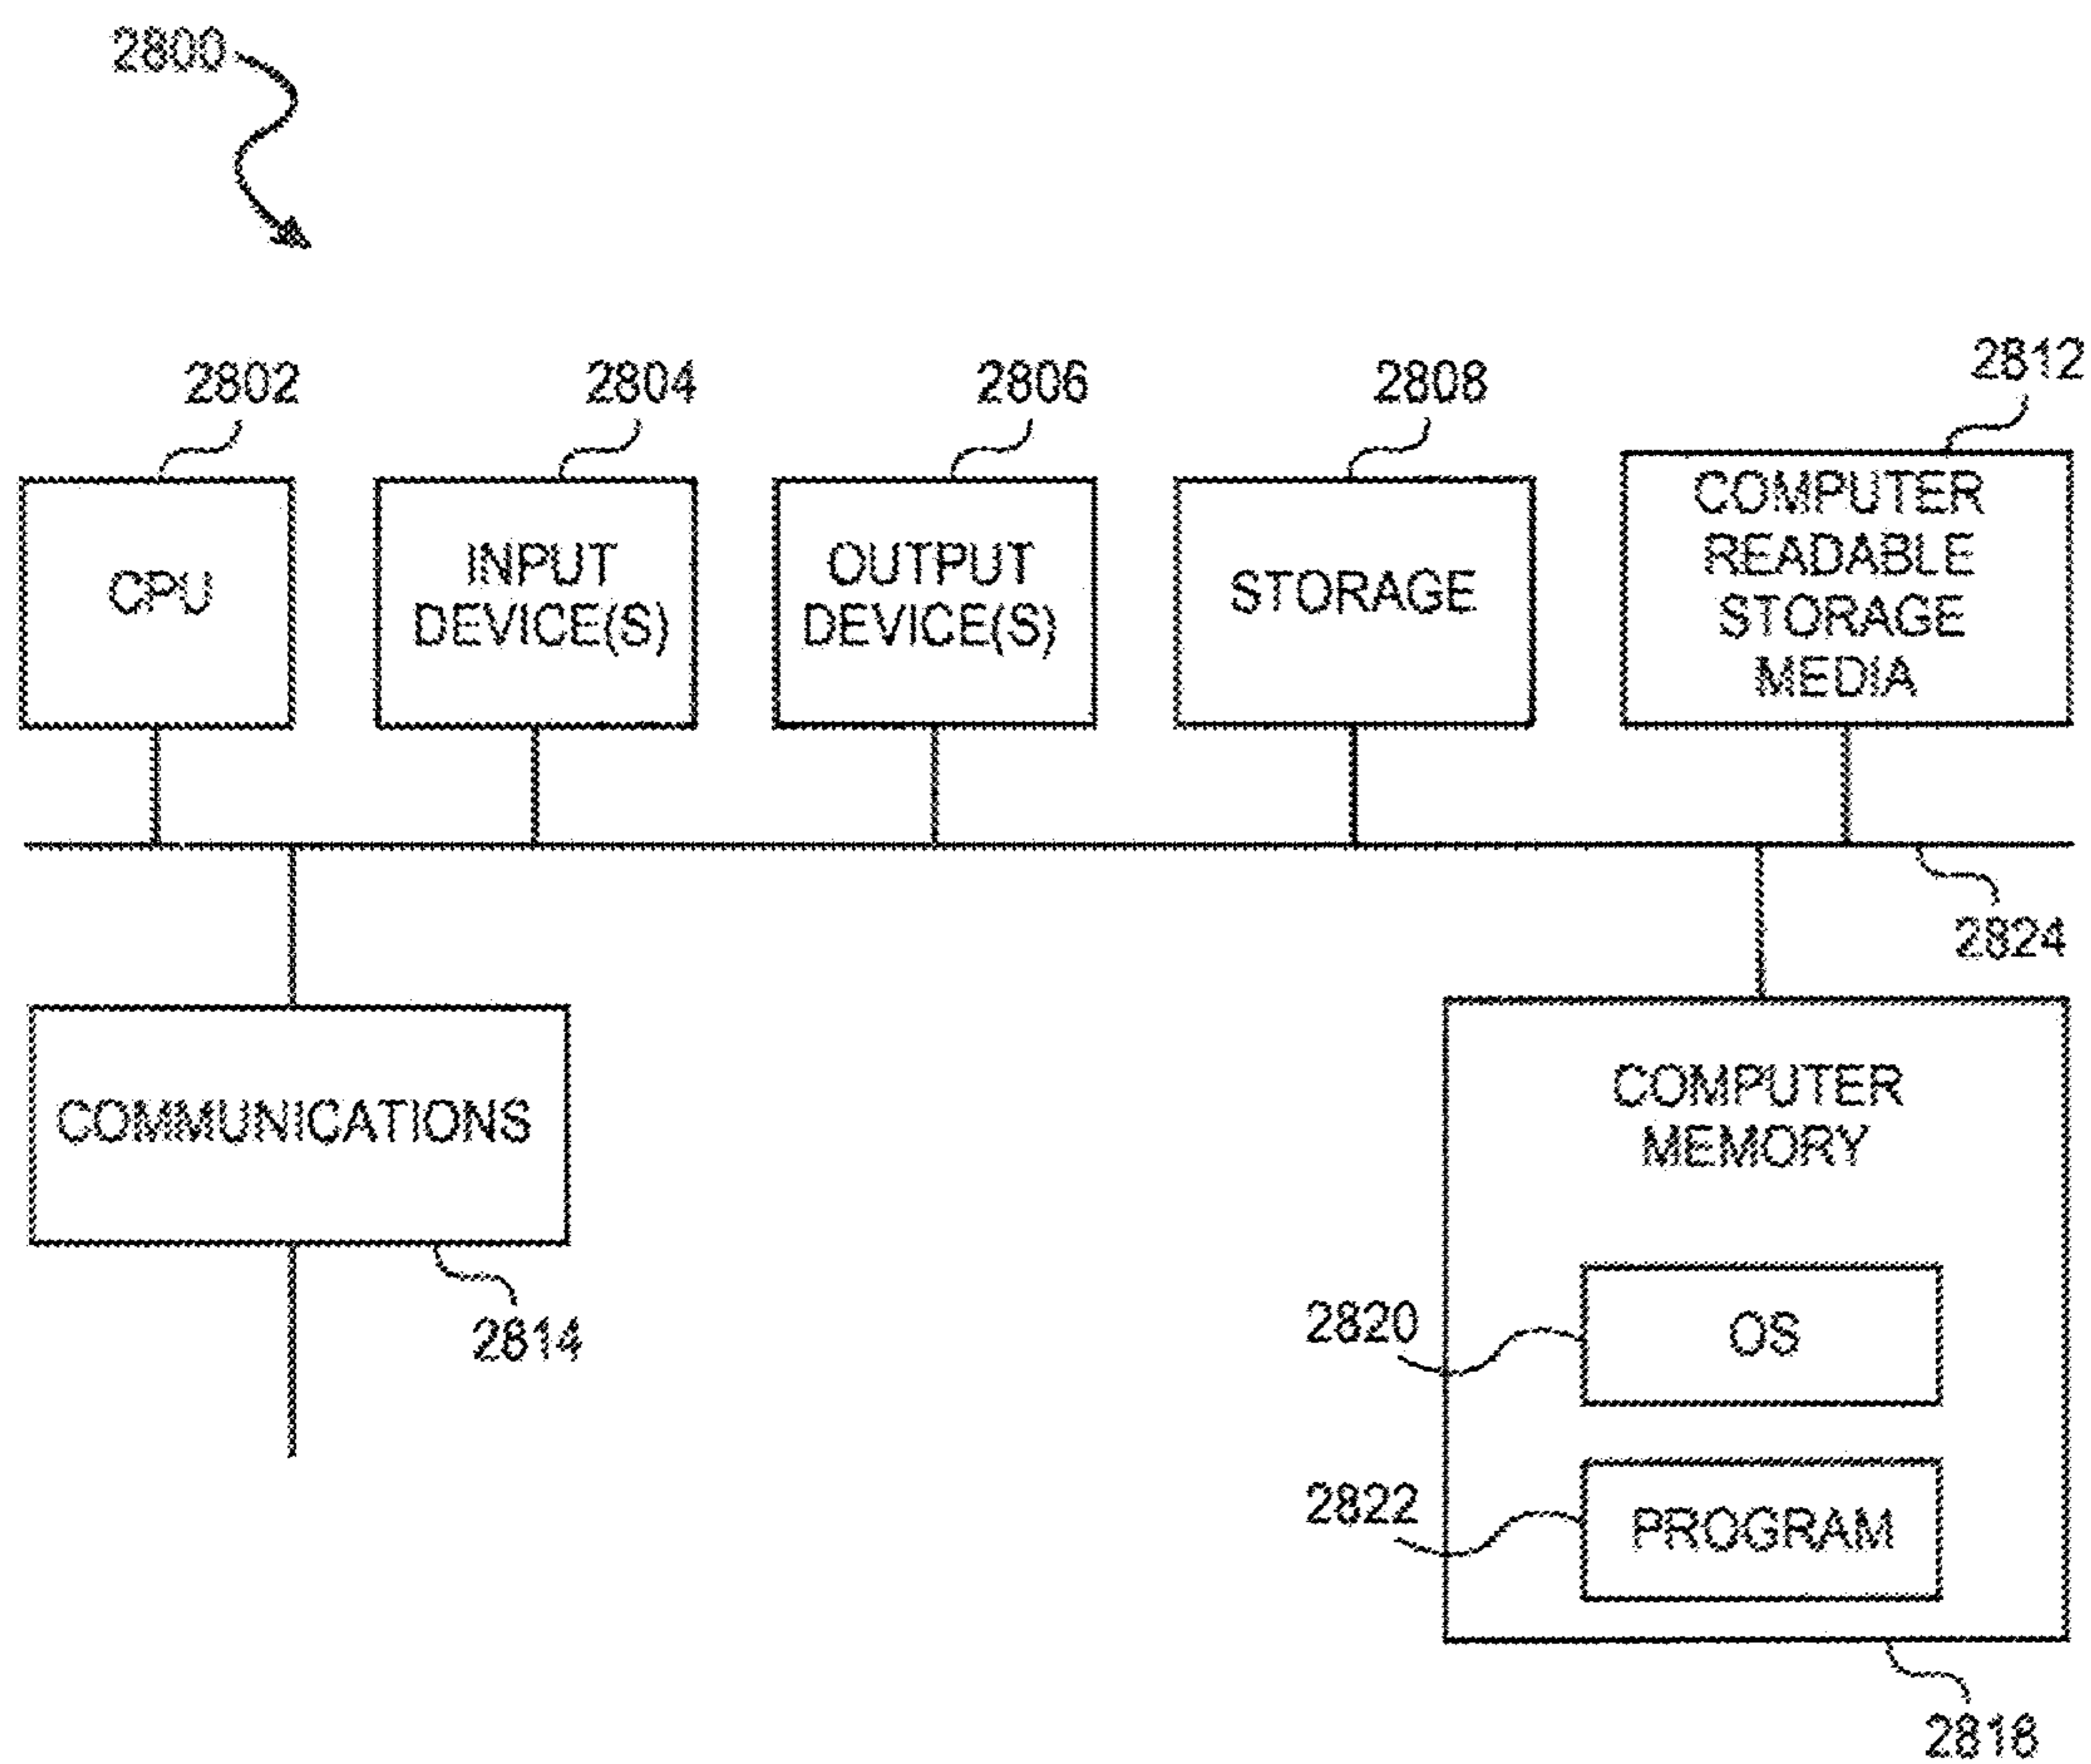 2800
2802
2804
2806
2808
2812
CPU
INPUT
DEVICE(S)
OUTPUT
DEVICE(S)
STORAGE
COMPUTER
READABLE
STORAGE
MEDIA
2824
COMMUNICATIONS
2814
COMPUTER
MEMORY
2820
OS
2822
PROGRAM